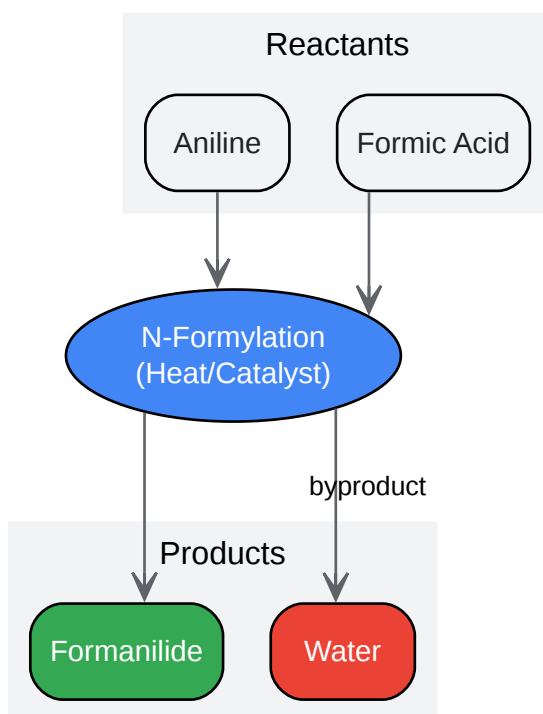 Reactants
Aniline
Formic Acid
N-Formylation
(Heat/Catalyst)
byproduct
Products
Formanilide
Water